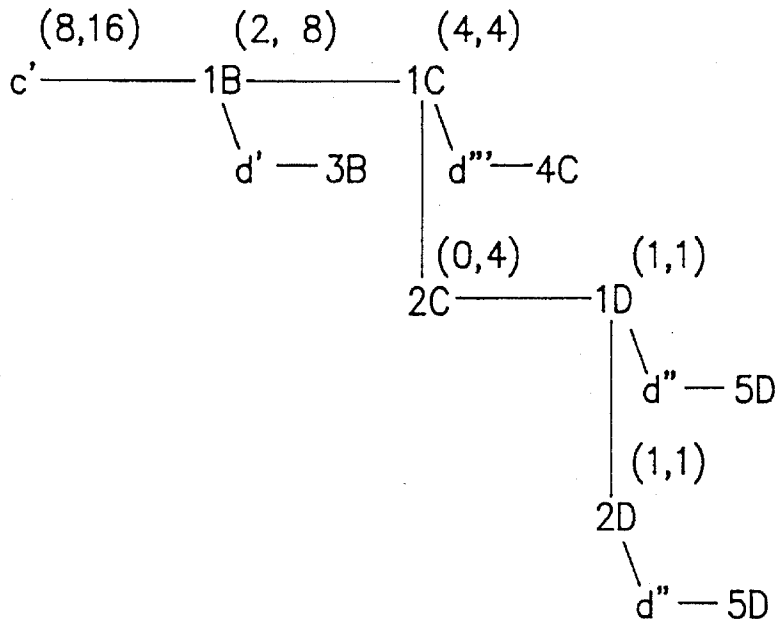 (8,16) (2, 8) (4,4)
c' 1B 1C
d' 3B d''' 4C
(0,4) (1,1)
2C 1D
d" 5D
(1,1)
2D
d" 5D